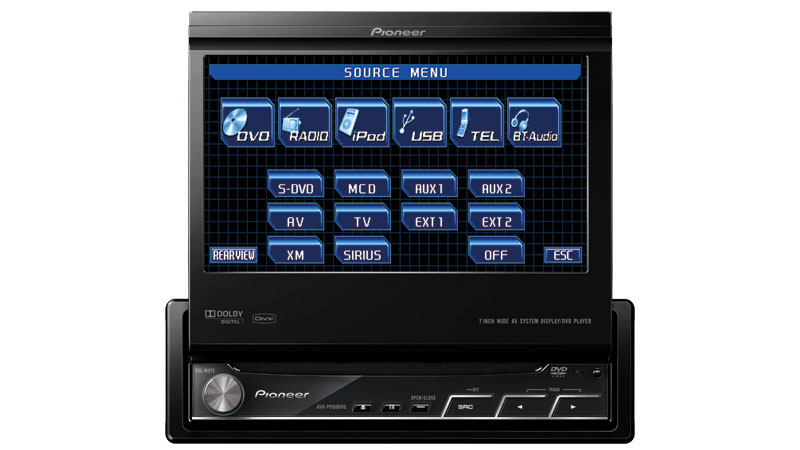 Pioneer
SOURCE MENU
DVD RADIO iPod USB TEL BT-Audio
S-DVD MCD AUX1 AUX2
AV TV EXT1 EXT2
REARVIEW XM SIRIUS OFF ESC
DOLBY DIGITAL DivX 7 INCH WIDE AV SYSTEM DISPLAY/DVD PLAYER
VOL/MUTE DVD VIDEO
Pioneer AVH-P5100DVD OPEN/CLOSE OFF TRACK
SRC